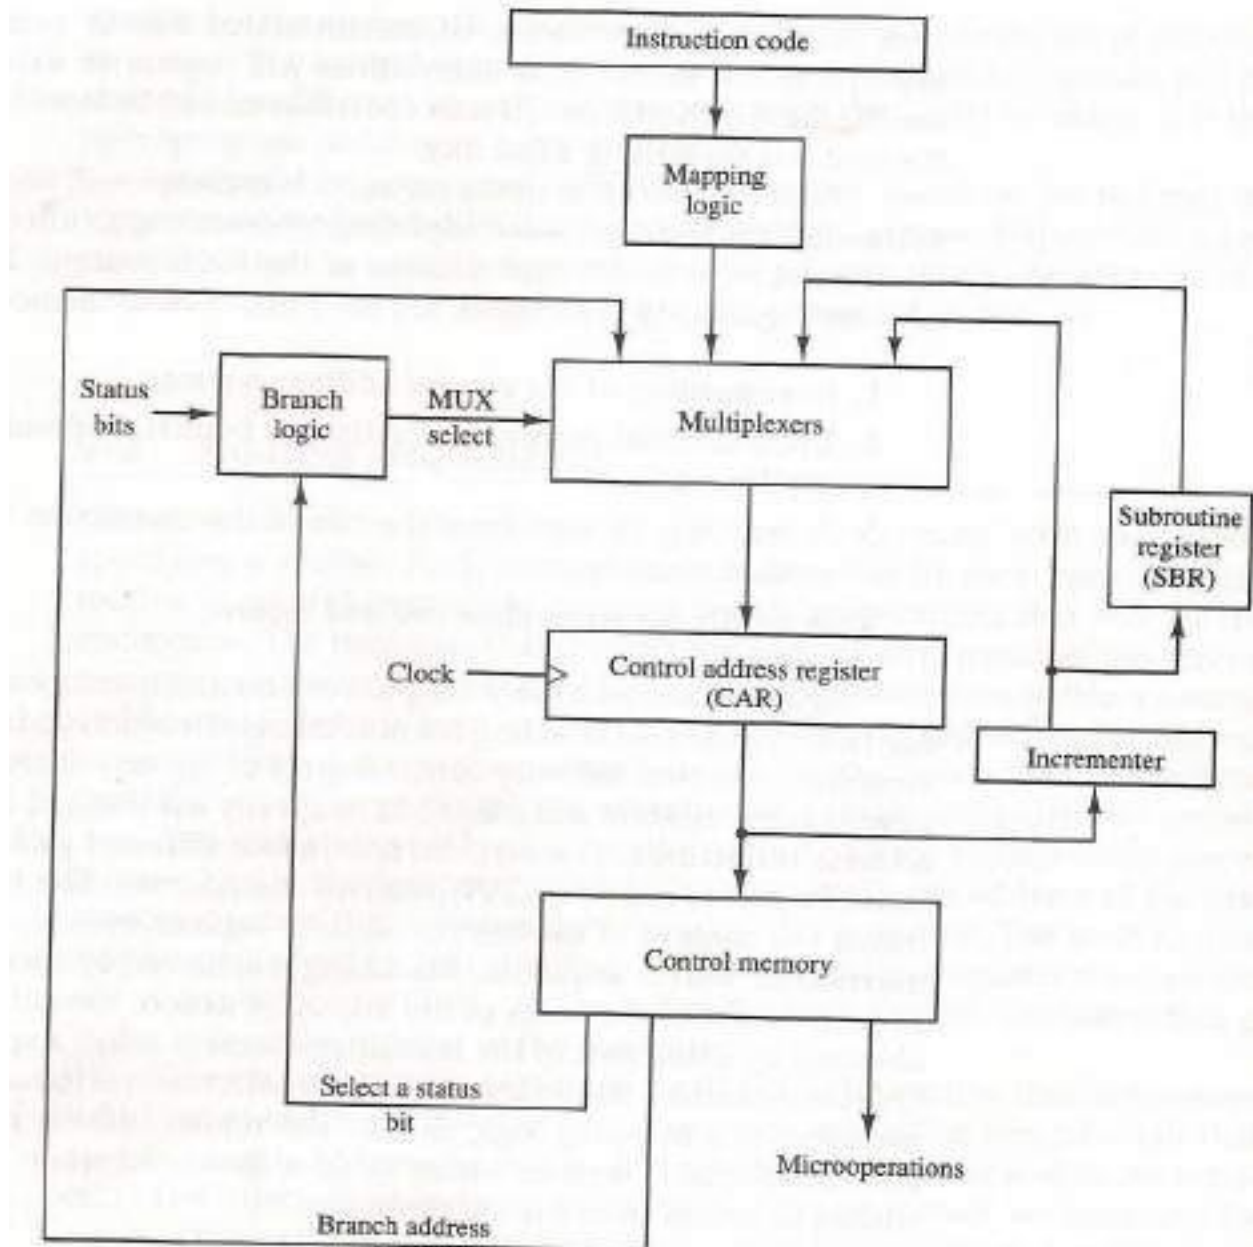 Instruction code
Mapping
logic
Status
bits
Branch
logic
MUX
select
Multiplexers
Subroutine
register
(SBR)
Clock
Control address register
(CAR)
Incrementer
Control memory
Select a status
bit
Microoperations
Branch address